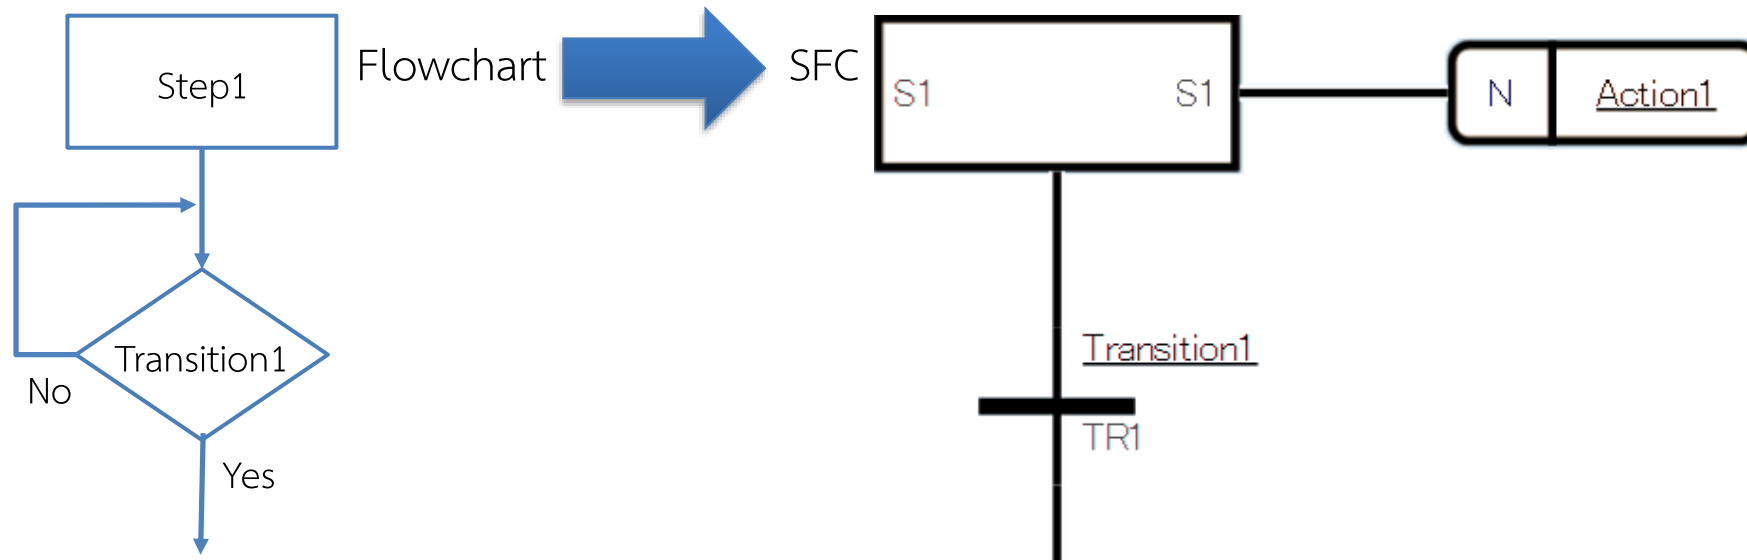 Step1
Flowchart
SFC
S1
S1
N
Action1
Transition1
No
Yes
Transition1
TR1